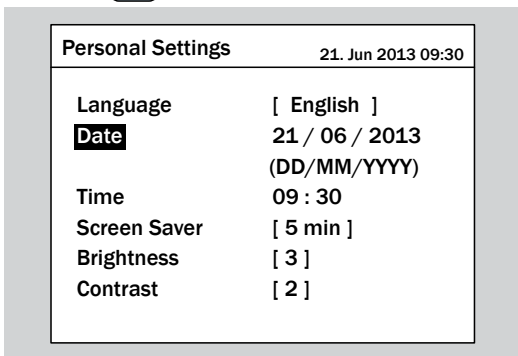 Personal Settings 21. Jun 2013 09:30
Language [ English ]
Date 21 / 06 / 2013
(DD/MM/YYYY)
Time 09 : 30
Screen Saver [ 5 min ]
Brightness [ 3 ]
Contrast [ 2 ]